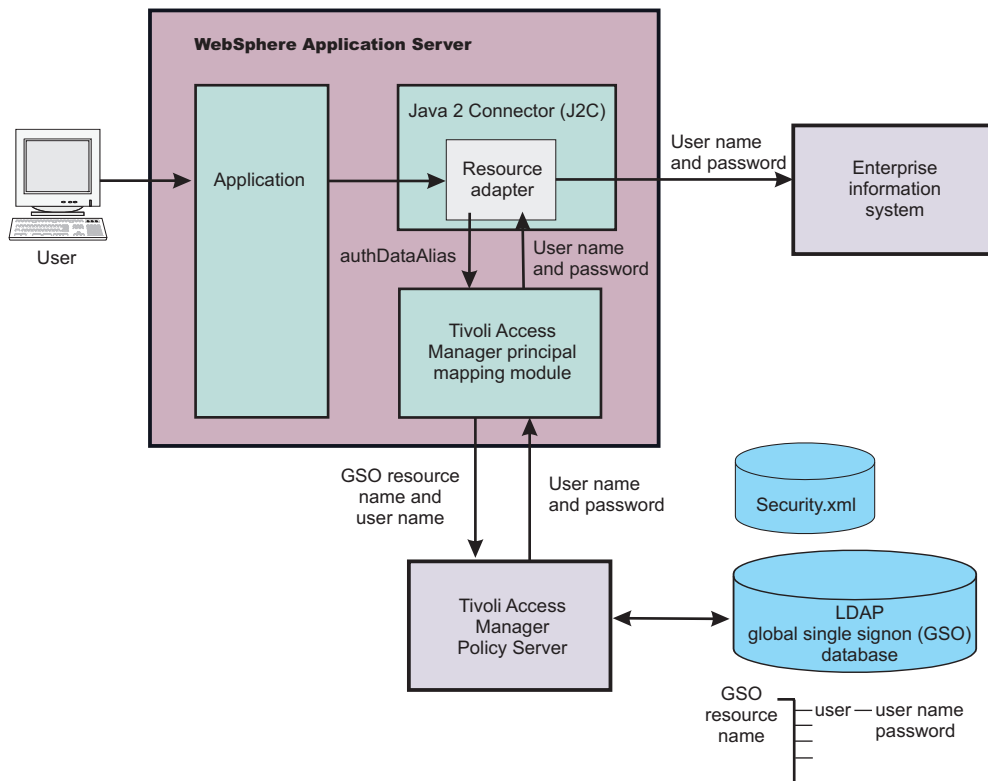 WebSphere Application Server
Java 2 Connector (J2C)
User name
and password
Application
Resource
adapter
Enterprise
information
system
User
authDataAlias
User name
and password
Tivoli Access
Manager principal
mapping module
GSO resource
name and
user name
User name
and password
Security.xml
Tivoli Access
Manager
Policy Server
LDAP
global single signon (GSO)
database
GSO
resource
name
user
user name
password